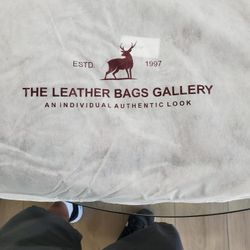 ESTD. 1997
THE LEATHER BAGS GALLERY
AN INDIVIDUAL AUTHENTIC LOOK